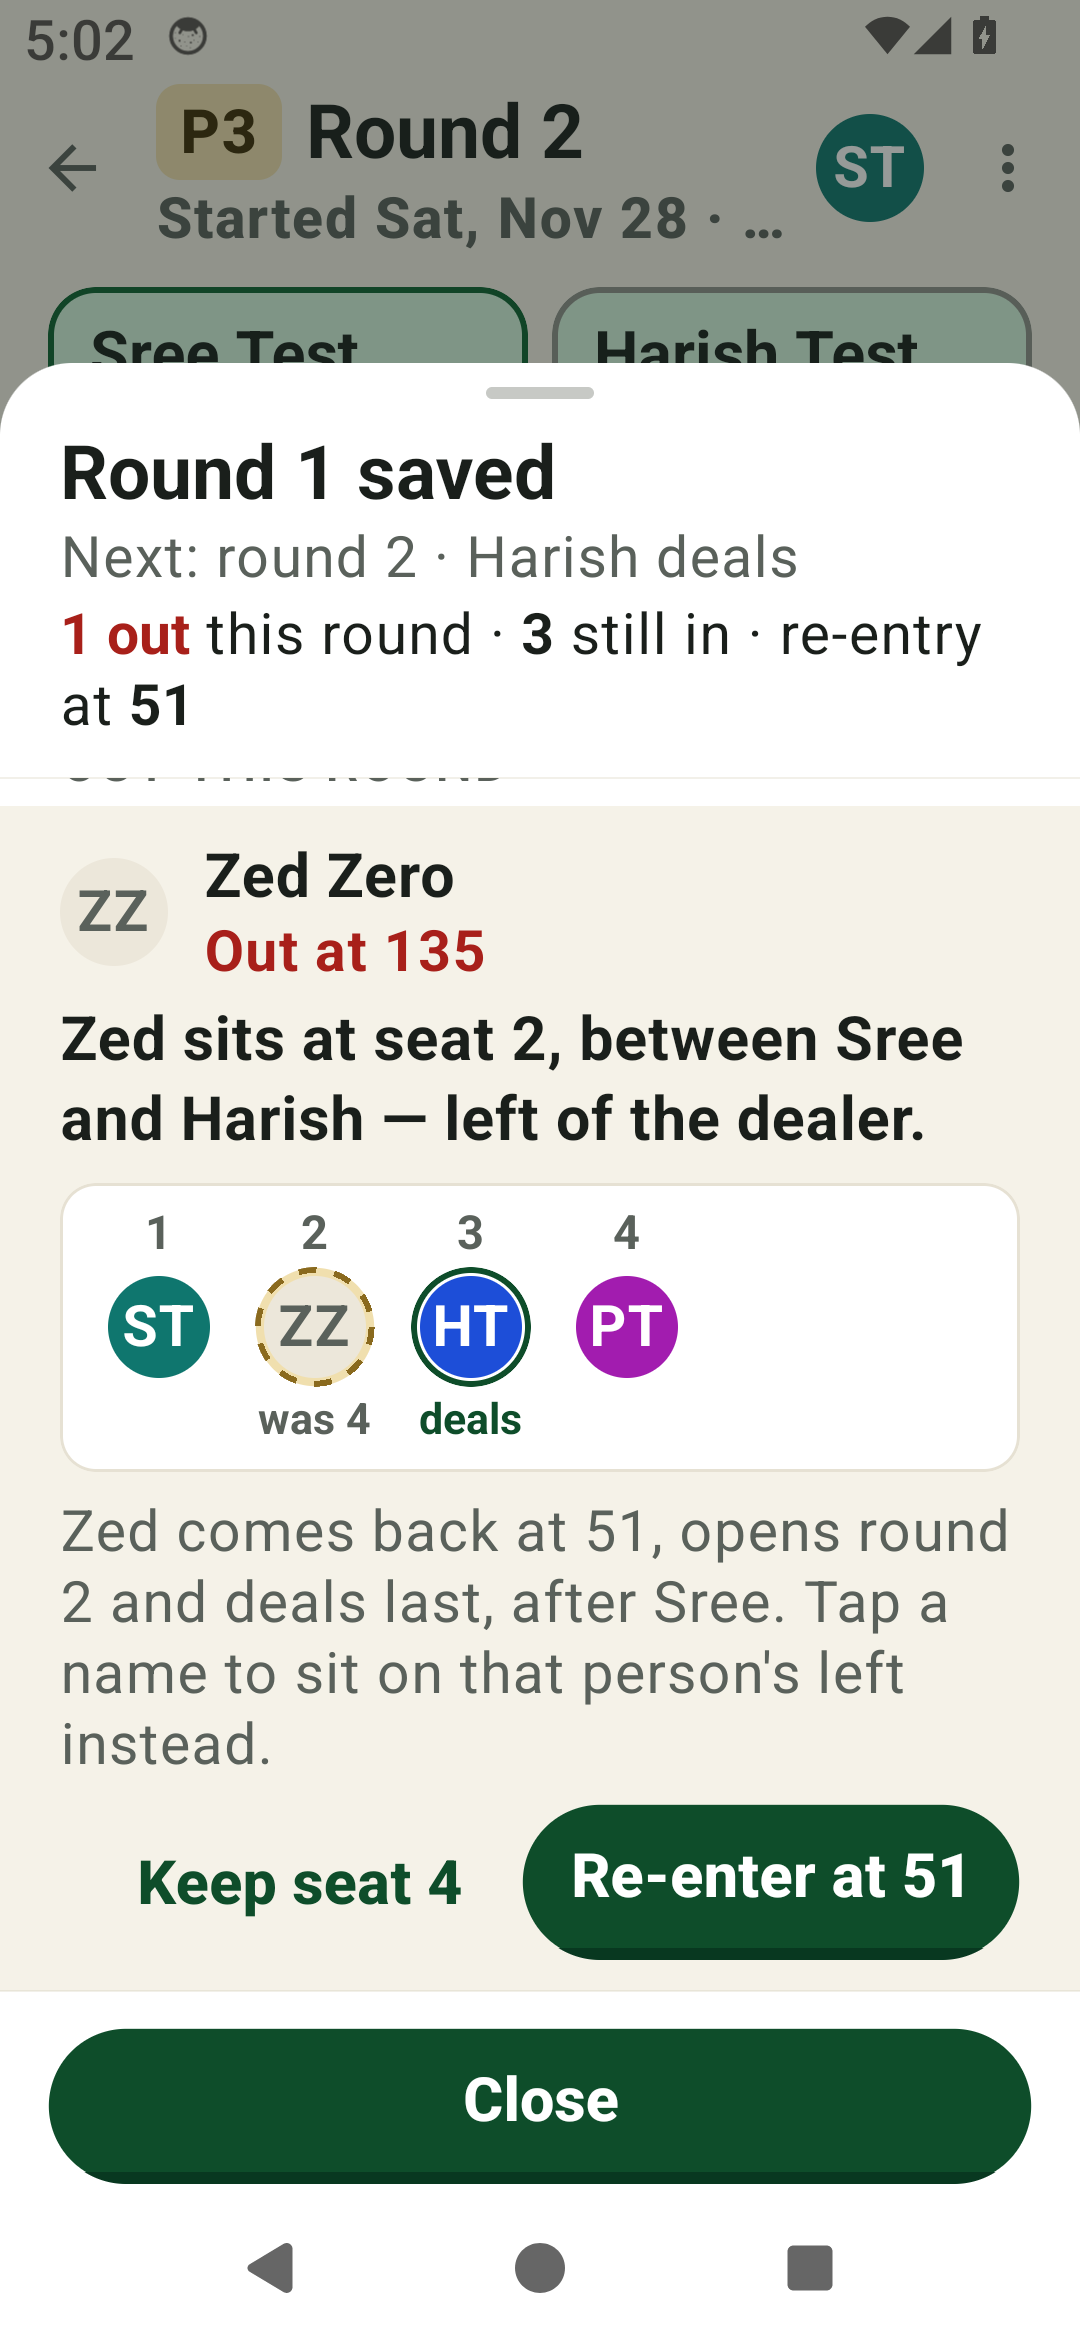 5:02
P3 Round 2
ST
Started Sat, Nov 28 · …
Sree Test
Harish Test
Round 1 saved
Next: round 2 · Harish deals
1 out this round · 3 still in · re-entry
at 51
ZZ
Zed Zero
Out at 135
Zed sits at seat 2, between Sree
and Harish — left of the dealer.
1 2 3 4
ST ZZ HT PT
was 4 deals
Zed comes back at 51, opens round
2 and deals last, after Sree. Tap a
name to sit on that person's left
instead.
Keep seat 4
Re-enter at 51
Close